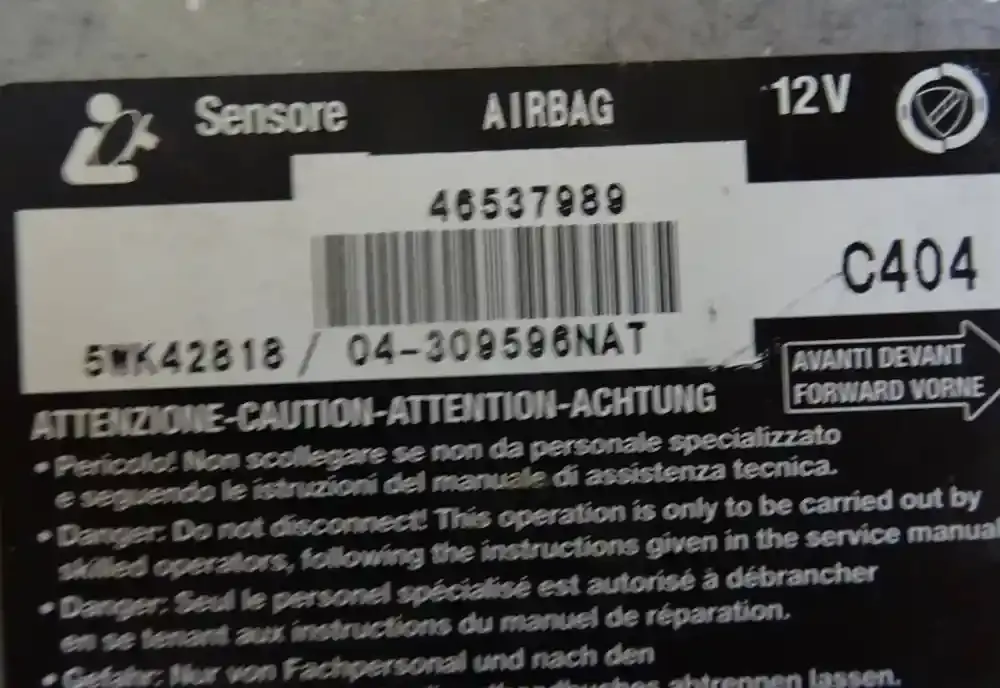 Sensore AIRBAG 12V
46537989
C404
5WK42818 / 04-309596NAT
AVANTI DEVANT
FORWARD VORNE
ATTENZIONE-CAUTION-ATTENTION-ACHTUNG
• Pericolo! Non scollegare se non da personale specializzato
e seguendo le istruzioni del manuale di assistenza tecnica.
• Danger: Do not disconnect! This operation is only to be carried out by
skilled operators, following the instructions given in the service manual
• Danger: Seul le personel spécialisé est autorisé à débrancher
en se tenant aux instructions du manuel de réparation.
• Gefahr: Nur von Fachpersonal und nach den
abtrennen lassen.